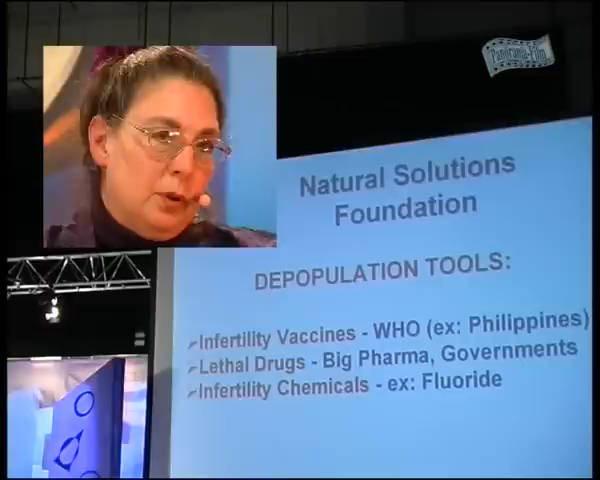 Panorama-Film
Natural Solutions
Foundation
DEPOPULATION TOOLS:
➢Infertility Vaccines - WHO (ex: Philippines)
➢Lethal Drugs - Big Pharma, Governments
➢Infertility Chemicals - ex: Fluoride